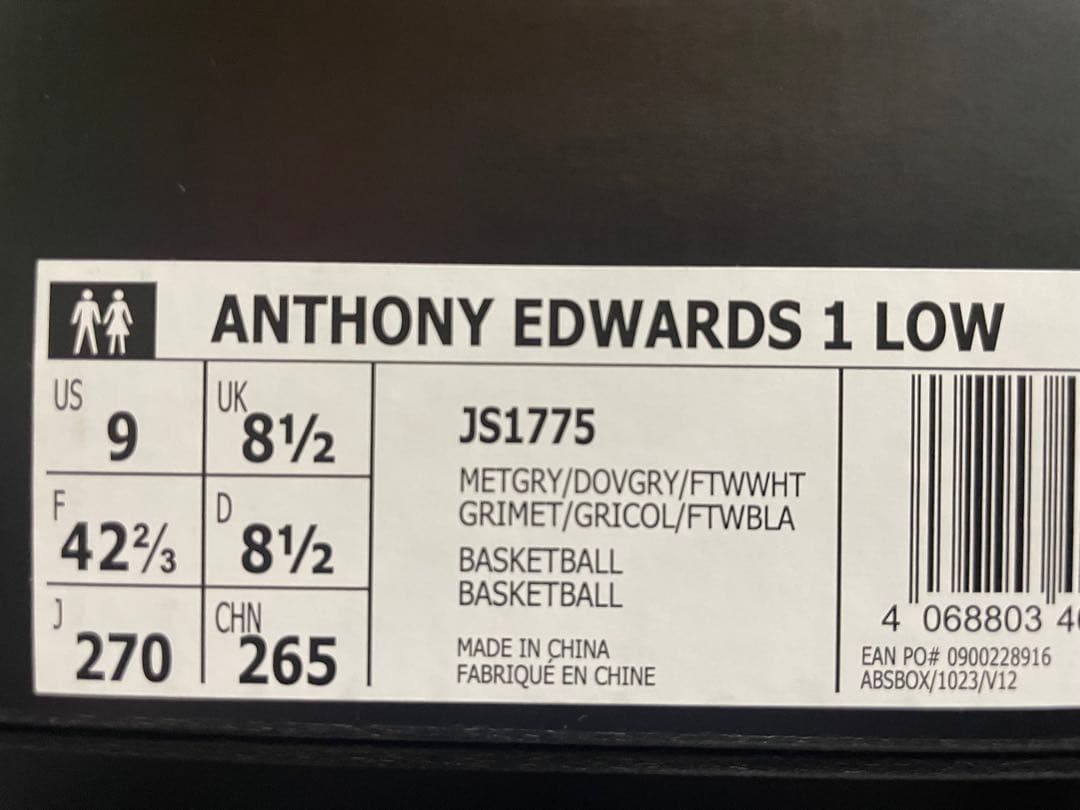 ANTHONY EDWARDS 1 LOW
US 9 UK 8½
F 42⅔ D 8½
J 270 CHN 265
JS1775
METGRY/DOVGRY/FTWWHT
GRIMET/GRICOL/FTWBLA
BASKETBALL
BASKETBALL
MADE IN CHINA
FABRIQUÉ EN CHINE
4 068803 4
EAN PO# 0900228916
ABSBOX/1023/V12